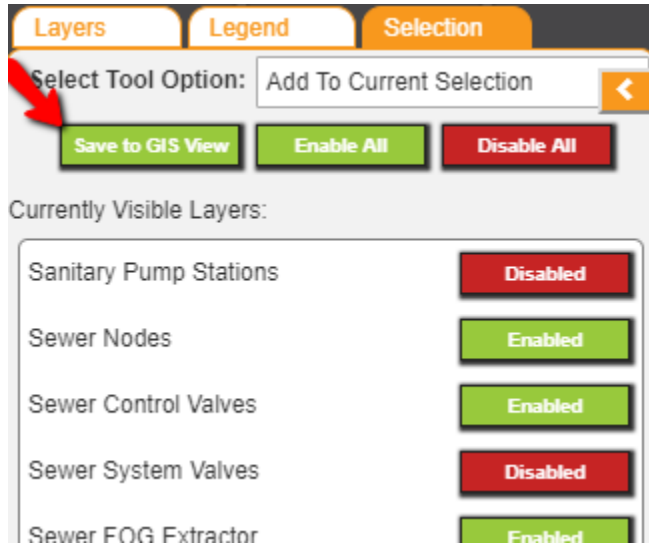 Layers Legend Selection
Select Tool Option: Add To Current Selection
Save to GIS View Enable All Disable All
Currently Visible Layers:
Sanitary Pump Stations Disabled
Sewer Nodes Enabled
Sewer Control Valves Enabled
Sewer System Valves Disabled
Sewer FOG Extractor Enabled